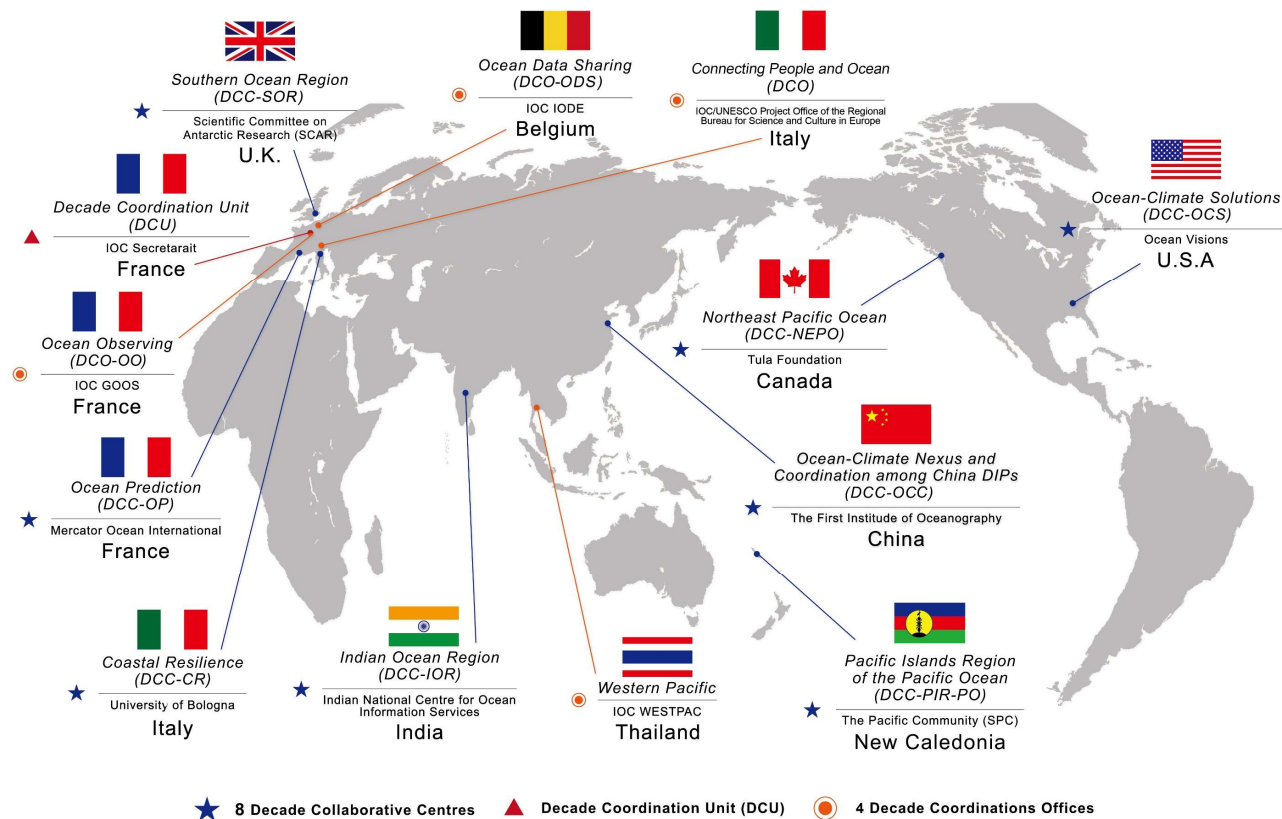 Southern Ocean Region
(DCC-SOR)
Scientific Committee on
Antarctic Research (SCAR)
U.K.
Ocean Data Sharing
(DCO-ODS)
IOC IODE
Belgium
Connecting People and Ocean
(DCO)
IOC/UNESCO Project Office of the Regional
Bureau for Science and Culture in Europe
Italy
Decade Coordination Unit
(DCU)
IOC Secretarait
France
Ocean-Climate Solutions
(DCC-OCS)
Ocean Visions
U.S.A
Ocean Observing
(DCO-OO)
IOC GOOS
France
Northeast Pacific Ocean
(DCC-NEPO)
Tula Foundation
Canada
Ocean Prediction
(DCC-OP)
Mercator Ocean International
France
Ocean-Climate Nexus and
Coordination among China DIPs
(DCC-OCC)
The First Institude of Oceanography
China
Coastal Resilience
(DCC-CR)
University of Bologna
Italy
Indian Ocean Region
(DCC-IOR)
Indian National Centre for Ocean
Information Services
India
Western Pacific
IOC WESTPAC
Thailand
Pacific Islands Region
of the Pacific Ocean
(DCC-PIR-PO)
The Pacific Community (SPC)
New Caledonia
8 Decade Collaborative Centres
Decade Coordination Unit (DCU)
4 Decade Coordinations Offices